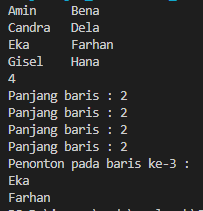 Amin Bena
Candra Dela
Eka Farhan
Gisel Hana
4
Panjang baris : 2
Panjang baris : 2
Panjang baris : 2
Panjang baris : 2
Penonton pada baris ke-3 :
Eka
Farhan